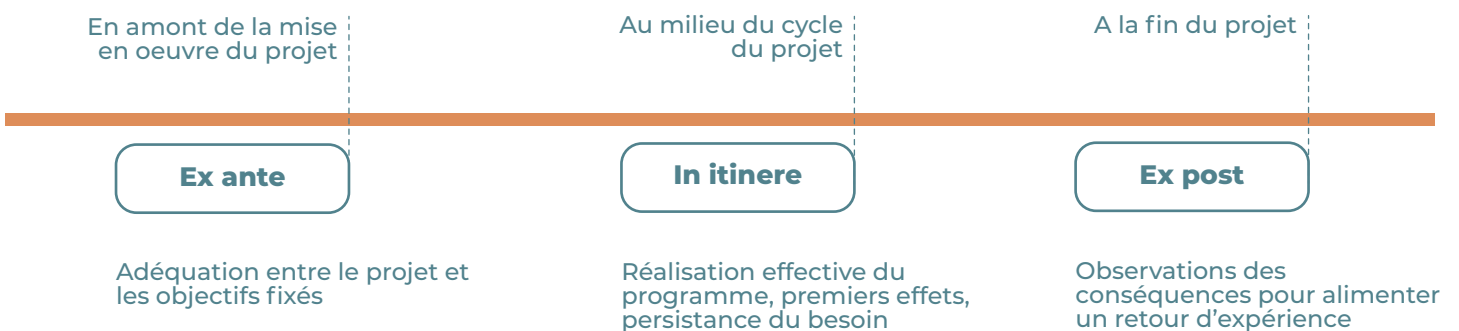 En amont de la mise
en oeuvre du projet
Au milieu du cycle
du projet
A la fin du projet
Ex ante
In itinere
Ex post
Adéquation entre le projet et
les objectifs fixés
Réalisation effective du
programme, premiers effets,
persistance du besoin
Observations des
conséquences pour alimenter
un retour d’expérience